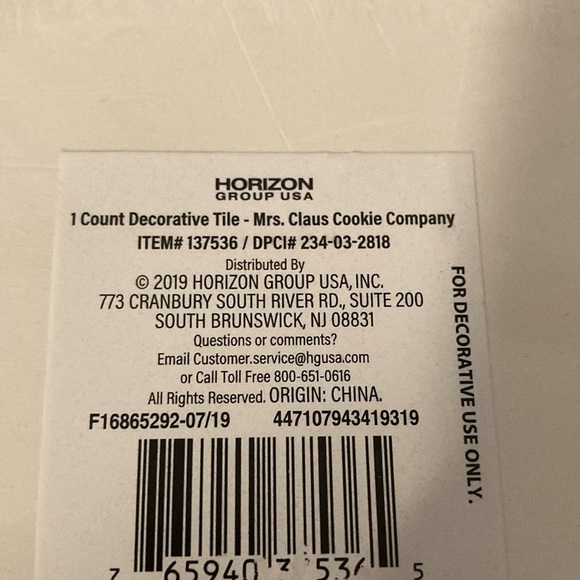 HORIZON
GROUP USA
1 Count Decorative Tile - Mrs. Claus Cookie Company
ITEM# 137536 / DPCI# 234-03-2818
Distributed By
© 2019 HORIZON GROUP USA, INC.
773 CRANBURY SOUTH RIVER RD., SUITE 200
SOUTH BRUNSWICK, NJ 08831
Questions or comments?
Email Customer.service@hgusa.com
or Call Toll Free 800-651-0616
All Rights Reserved. ORIGIN: CHINA.
F16865292-07/19 447107943419319
FOR DECORATIVE USE ONLY.
65940 5